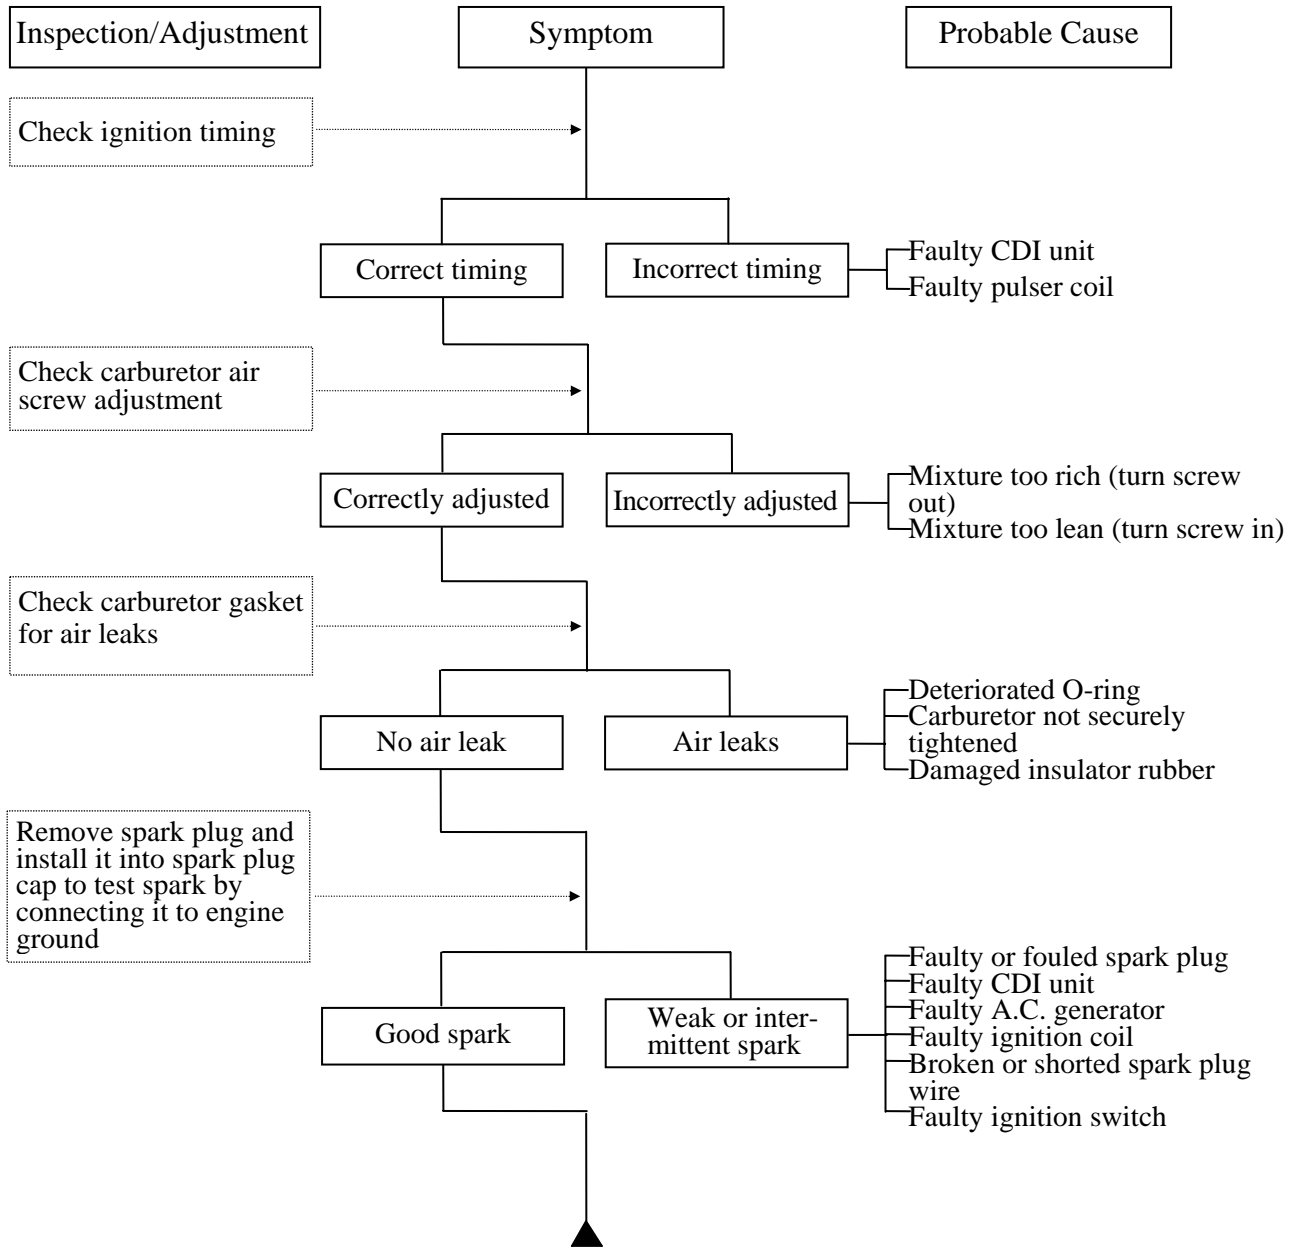 Inspection/Adjustment
Symptom
Probable Cause
Check ignition timing
Correct timing
Incorrect timing
Faulty CDI unit
Faulty pulser coil
Check carburetor air
screw adjustment
Correctly adjusted
Incorrectly adjusted
Mixture too rich (turn screw
out)
Mixture too lean (turn screw in)
Check carburetor gasket
for air leaks
No air leak
Air leaks
Deteriorated O-ring
Carburetor not securely
tightened
Damaged insulator rubber
Remove spark plug and
install it into spark plug
cap to test spark by
connecting it to engine
ground
Good spark
Weak or inter-
mittent spark
Faulty or fouled spark plug
Faulty CDI unit
Faulty A.C. generator
Faulty ignition coil
Broken or shorted spark plug
wire
Faulty ignition switch